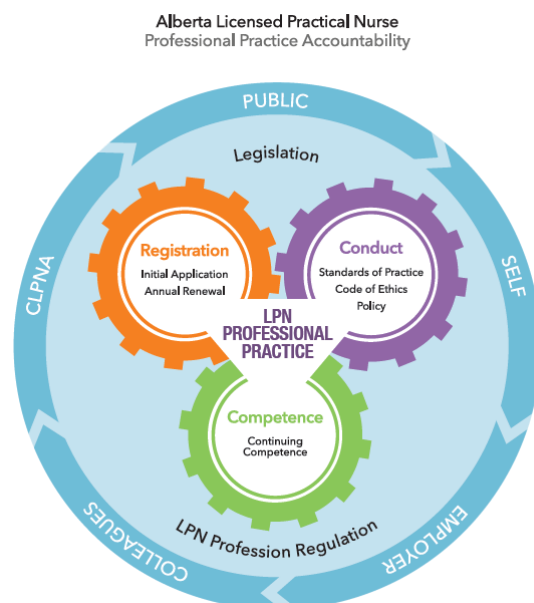 Alberta Licensed Practical Nurse
Professional Practice Accountability
PUBLIC
Legislation
Registration
Initial Application
Annual Renewal
Conduct
Standards of Practice
Code of Ethics
Policy
CLPNA
SELF
LPN
PROFESSIONAL
PRACTICE
Competence
Continuing
Competence
LPN Profession Regulation
COLLEAGUES
EMPLOYER